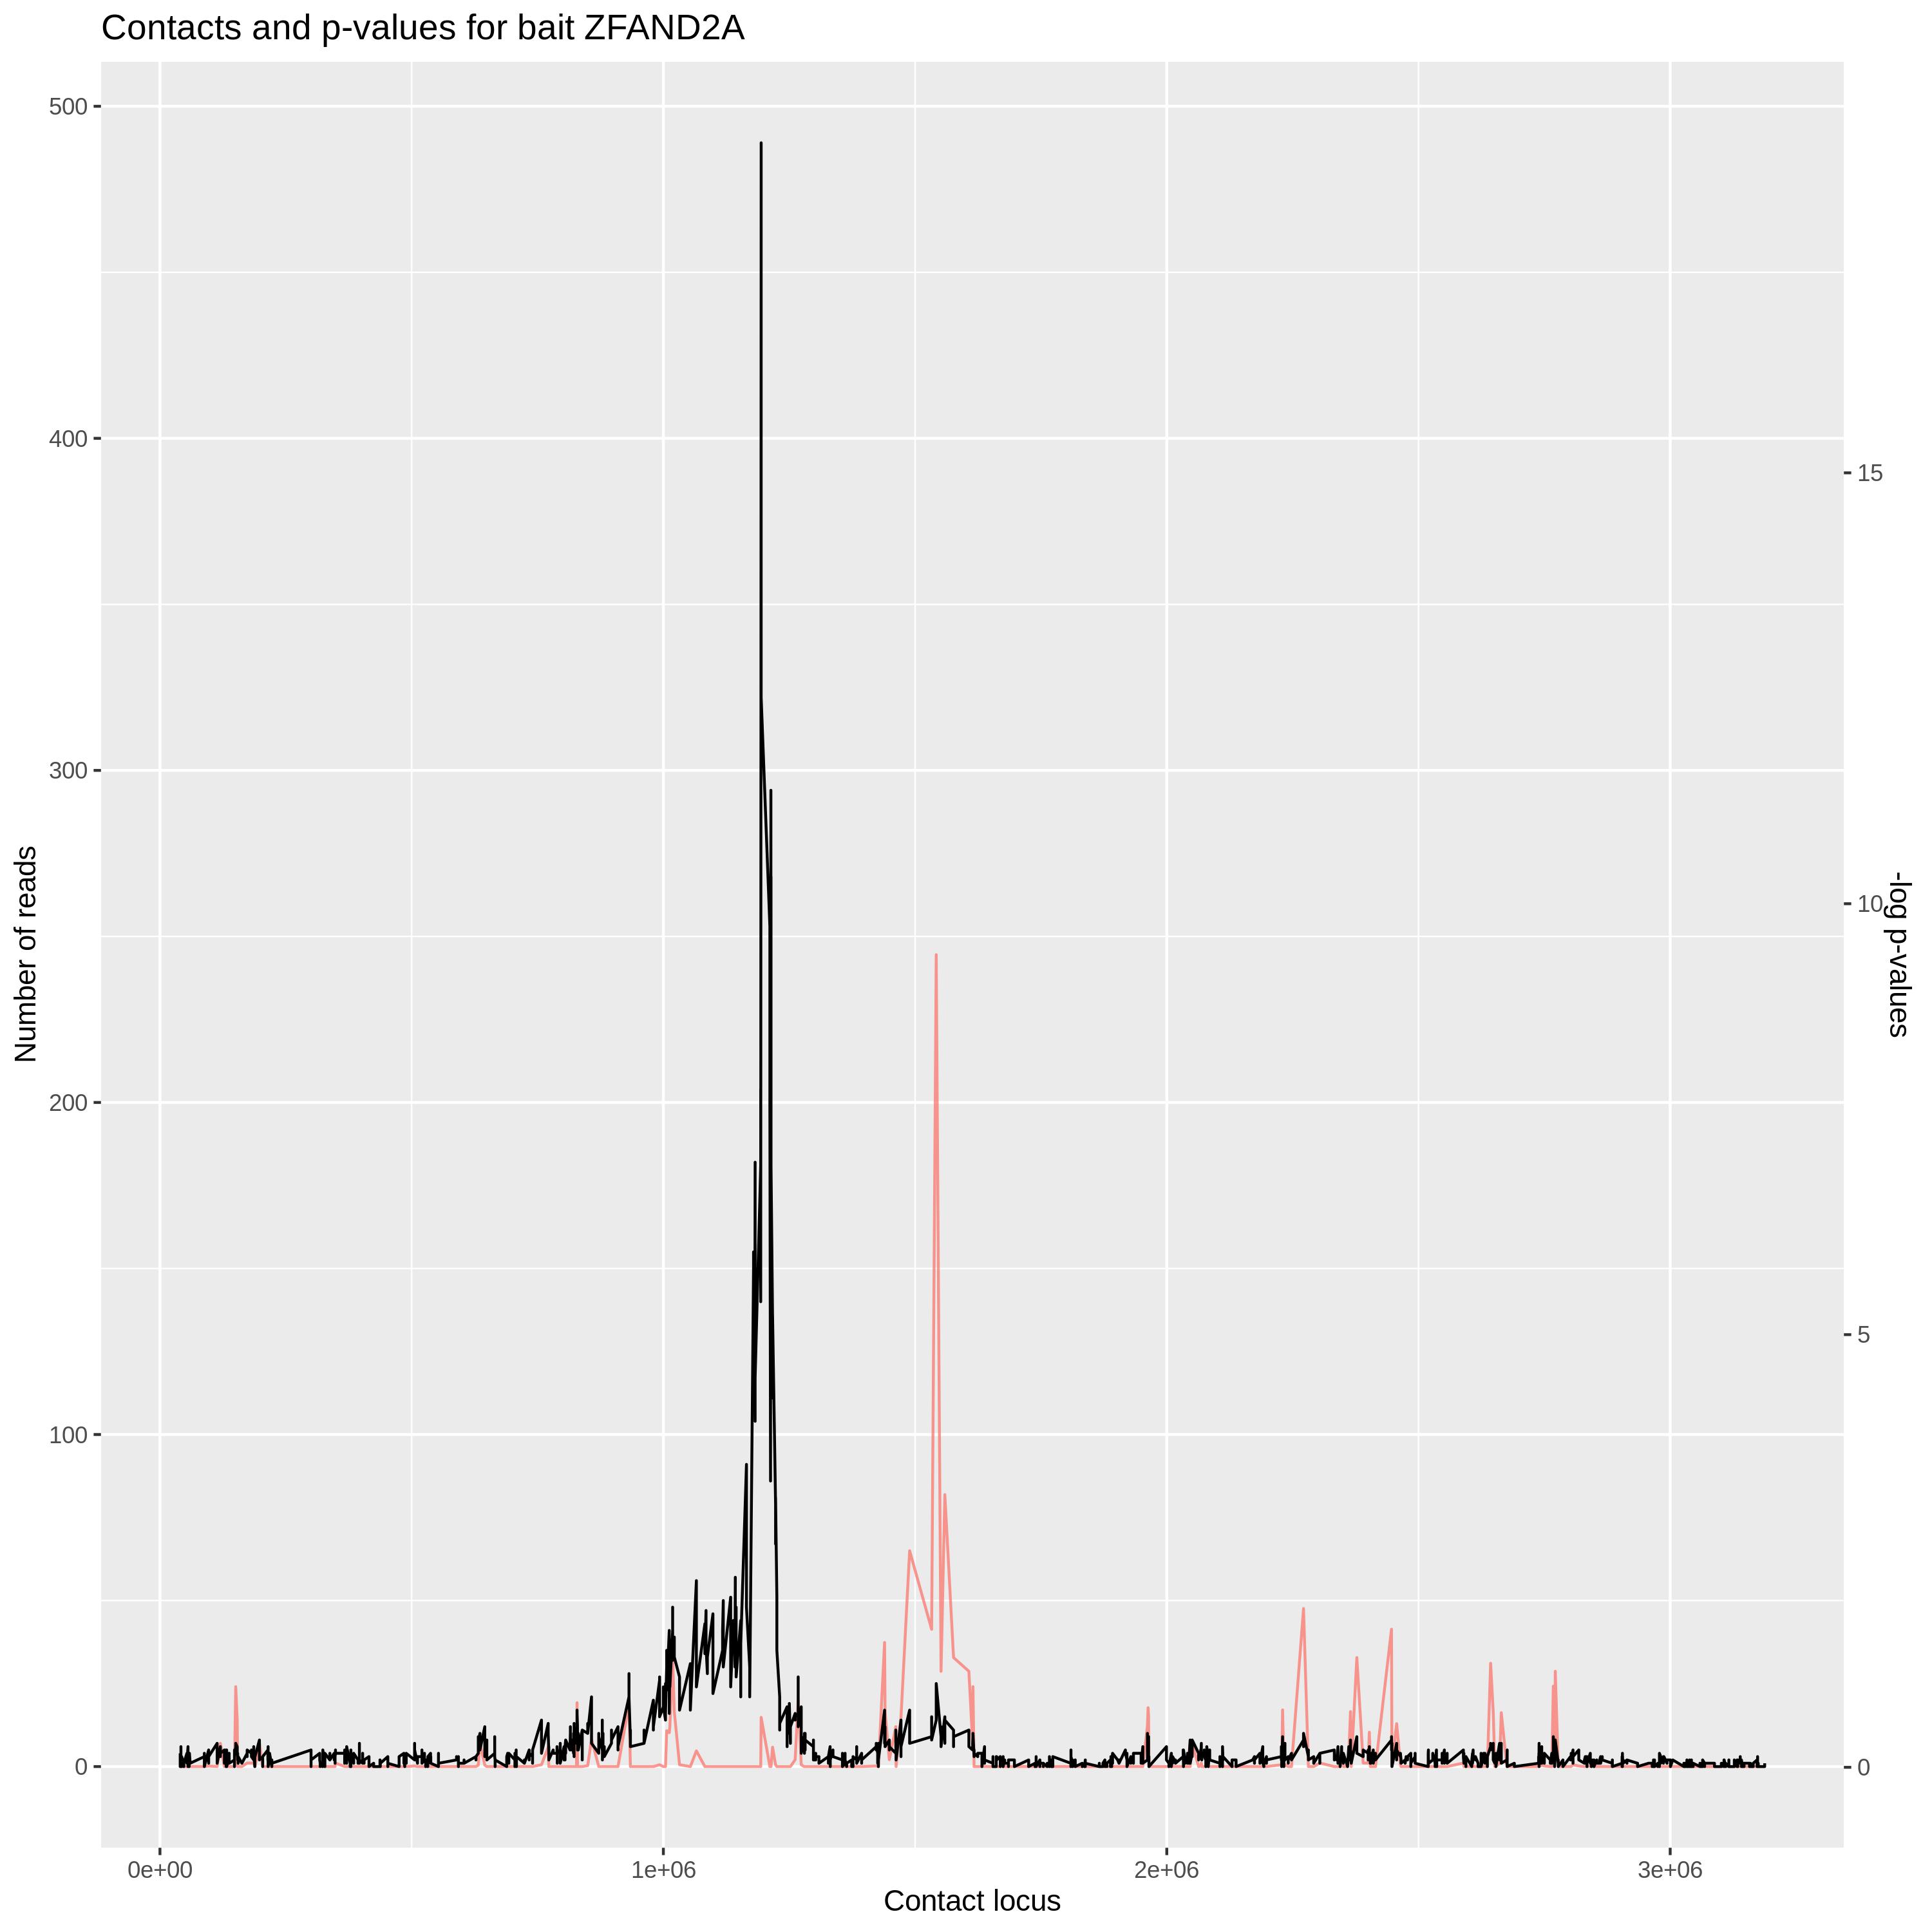 Contacts and p-values for bait ZFAND2A
500
400
300
200
100
0
Number of reads
15
10
5
0
-log p-values
0e+00 1e+06 2e+06 3e+06
Contact locus